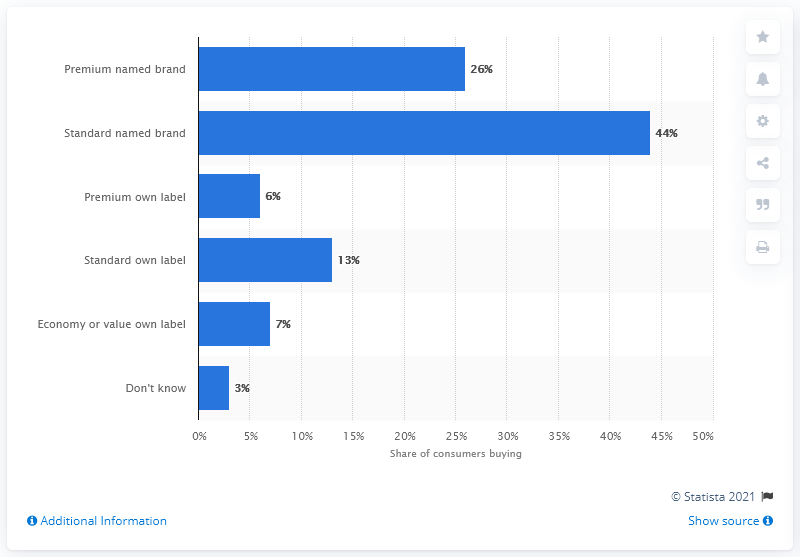 Premium named brand 26%
Standard named brand 44%
Premium own label 6%
Standard own label 13%
Economy or value own label 7%
Don't know 3%
0% 5% 10% 15% 20% 25% 30% 35% 40% 45% 50%
Share of consumers buying
© Statista 2021
Additional Information Show source